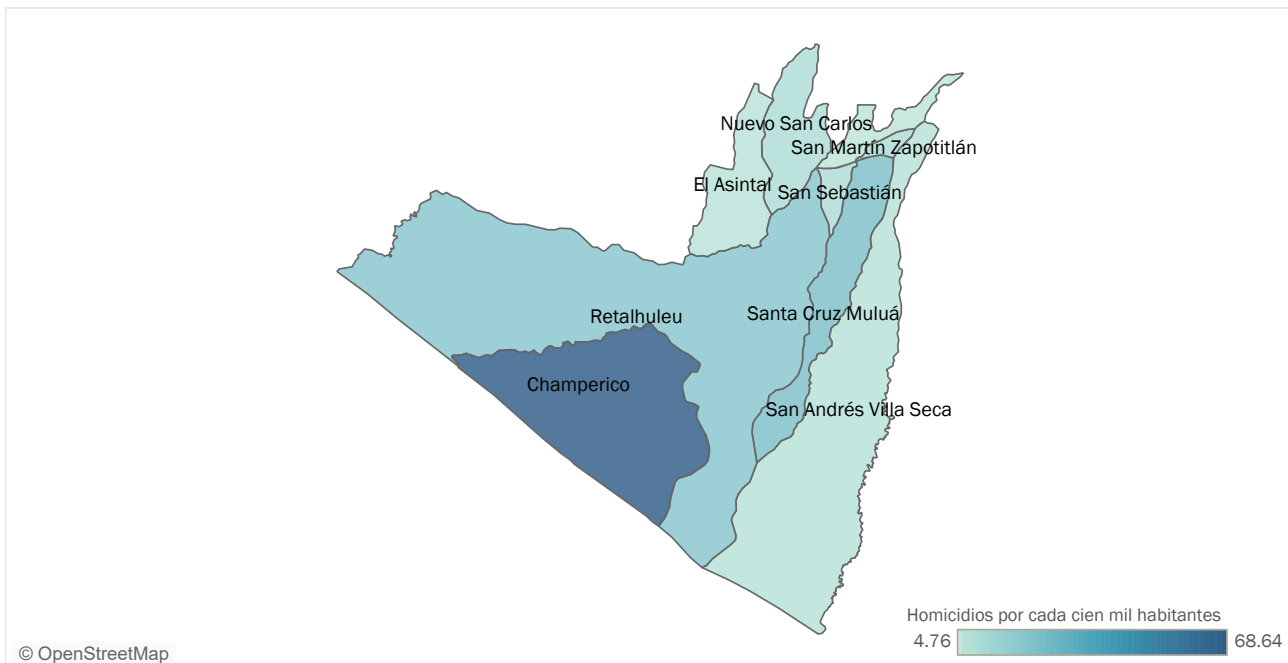 Nuevo San Carlos
San Martín Zapotitlán
El Asintal
San Sebastián
Retalhuleu
Santa Cruz Muluá
Champerico
San Andrés Villa Seca
Homicidios por cada cien mil habitantes
4.76
68.64
© OpenStreetMap